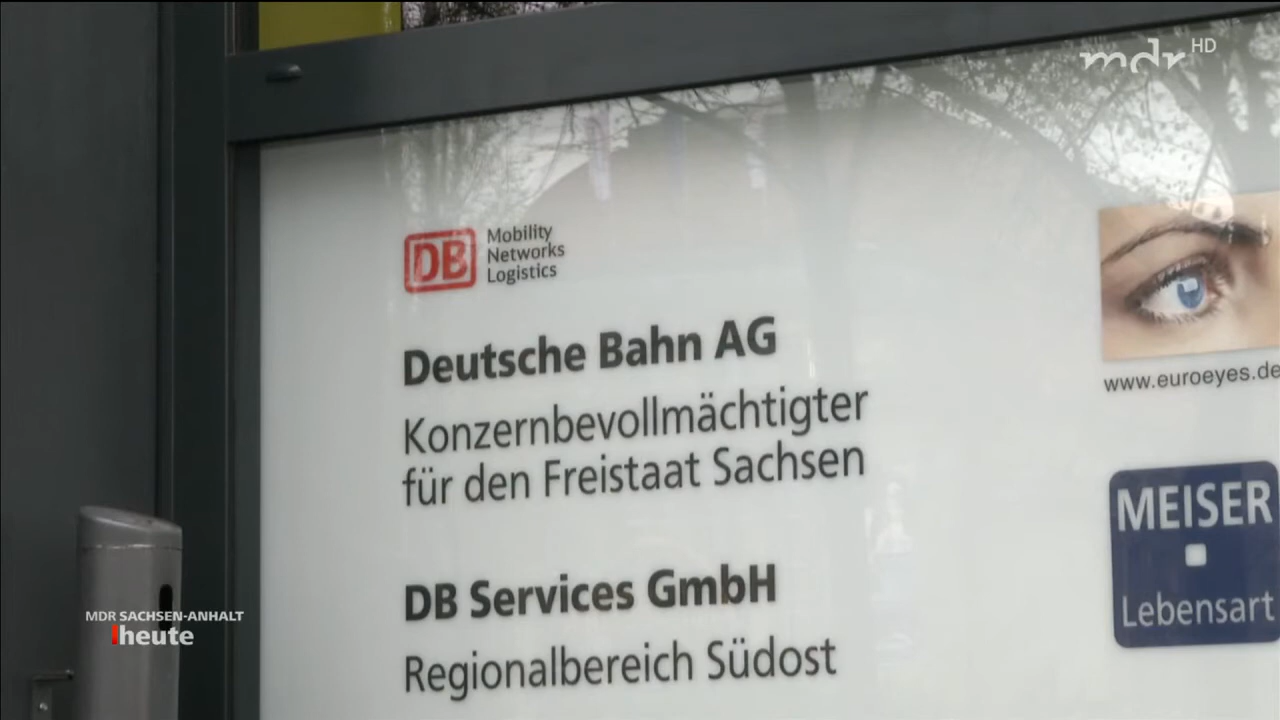 mdr HD
DB
Mobility
Networks
Logistics
Deutsche Bahn AG
Konzernbevollmächtigter
für den Freistaat Sachsen
DB Services GmbH
Regionalbereich Südost
www.euroeyes.de
MEISER
Lebensart
MDR SACHSEN-ANHALT
heute